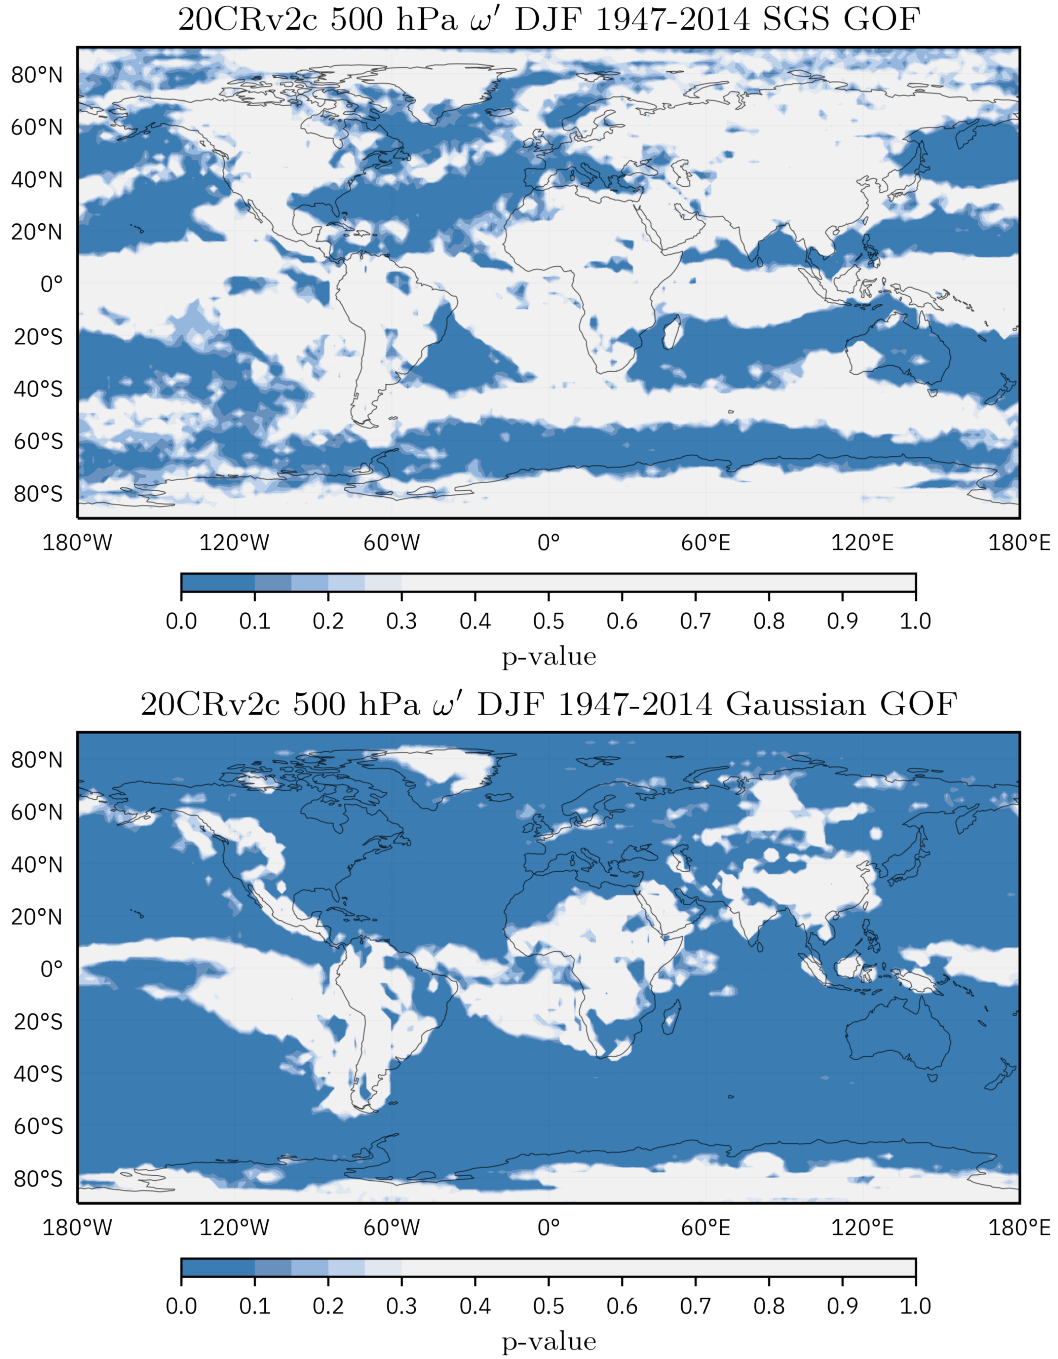 20CRv2c 500 hPa ω′ DJF 1947-2014 SGS GOF
80°N
60°N
40°N
20°N
0°
20°S
40°S
60°S
80°S
180°W 120°W 60°W 0° 60°E 120°E 180°E
0.0 0.1 0.2 0.3 0.4 0.5 0.6 0.7 0.8 0.9 1.0
p-value
20CRv2c 500 hPa ω′ DJF 1947-2014 Gaussian GOF
80°N
60°N
40°N
20°N
0°
20°S
40°S
60°S
80°S
180°W 120°W 60°W 0° 60°E 120°E 180°E
0.0 0.1 0.2 0.3 0.4 0.5 0.6 0.7 0.8 0.9 1.0
p-value